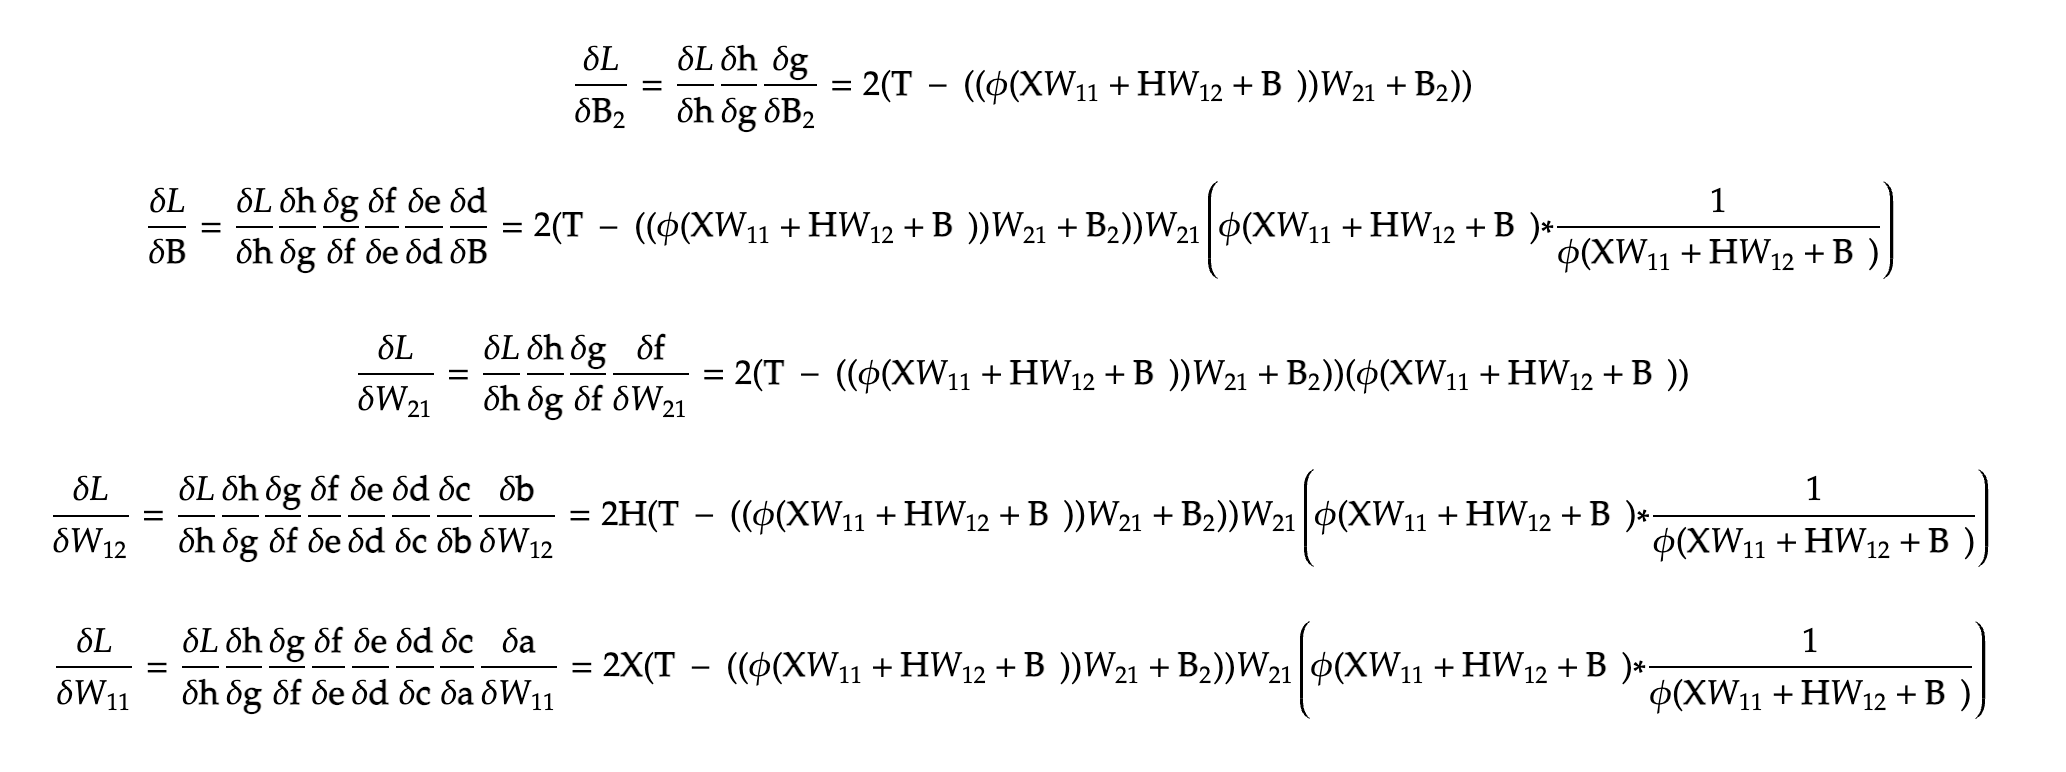 δL/δB₂ = δL/δh δh/δg δg/δB₂ = 2(T − ((ϕ(XW₁₁ + HW₁₂ + B ))W₂₁ + B₂))
δL/δB = δL/δh δh/δg δg/δf δf/δe δe/δd δd/δB = 2(T − ((ϕ(XW₁₁ + HW₁₂ + B ))W₂₁ + B₂))W₂₁(ϕ(XW₁₁ + HW₁₂ + B )*1/ϕ(XW₁₁ + HW₁₂ + B ))
δL/δW₂₁ = δL/δh δh/δg δg/δf δf/δW₂₁ = 2(T − ((ϕ(XW₁₁ + HW₁₂ + B ))W₂₁ + B₂))(ϕ(XW₁₁ + HW₁₂ + B ))
δL/δW₁₂ = δL/δh δh/δg δg/δf δf/δe δe/δd δd/δc δc/δb δb/δW₁₂ = 2H(T − ((ϕ(XW₁₁ + HW₁₂ + B ))W₂₁ + B₂))W₂₁(ϕ(XW₁₁ + HW₁₂ + B )*1/ϕ(XW₁₁ + HW₁₂ + B ))
δL/δW₁₁ = δL/δh δh/δg δg/δf δf/δe δe/δd δd/δc δc/δa δa/δW₁₁ = 2X(T − ((ϕ(XW₁₁ + HW₁₂ + B ))W₂₁ + B₂))W₂₁(ϕ(XW₁₁ + HW₁₂ + B )*1/ϕ(XW₁₁ + HW₁₂ + B ))